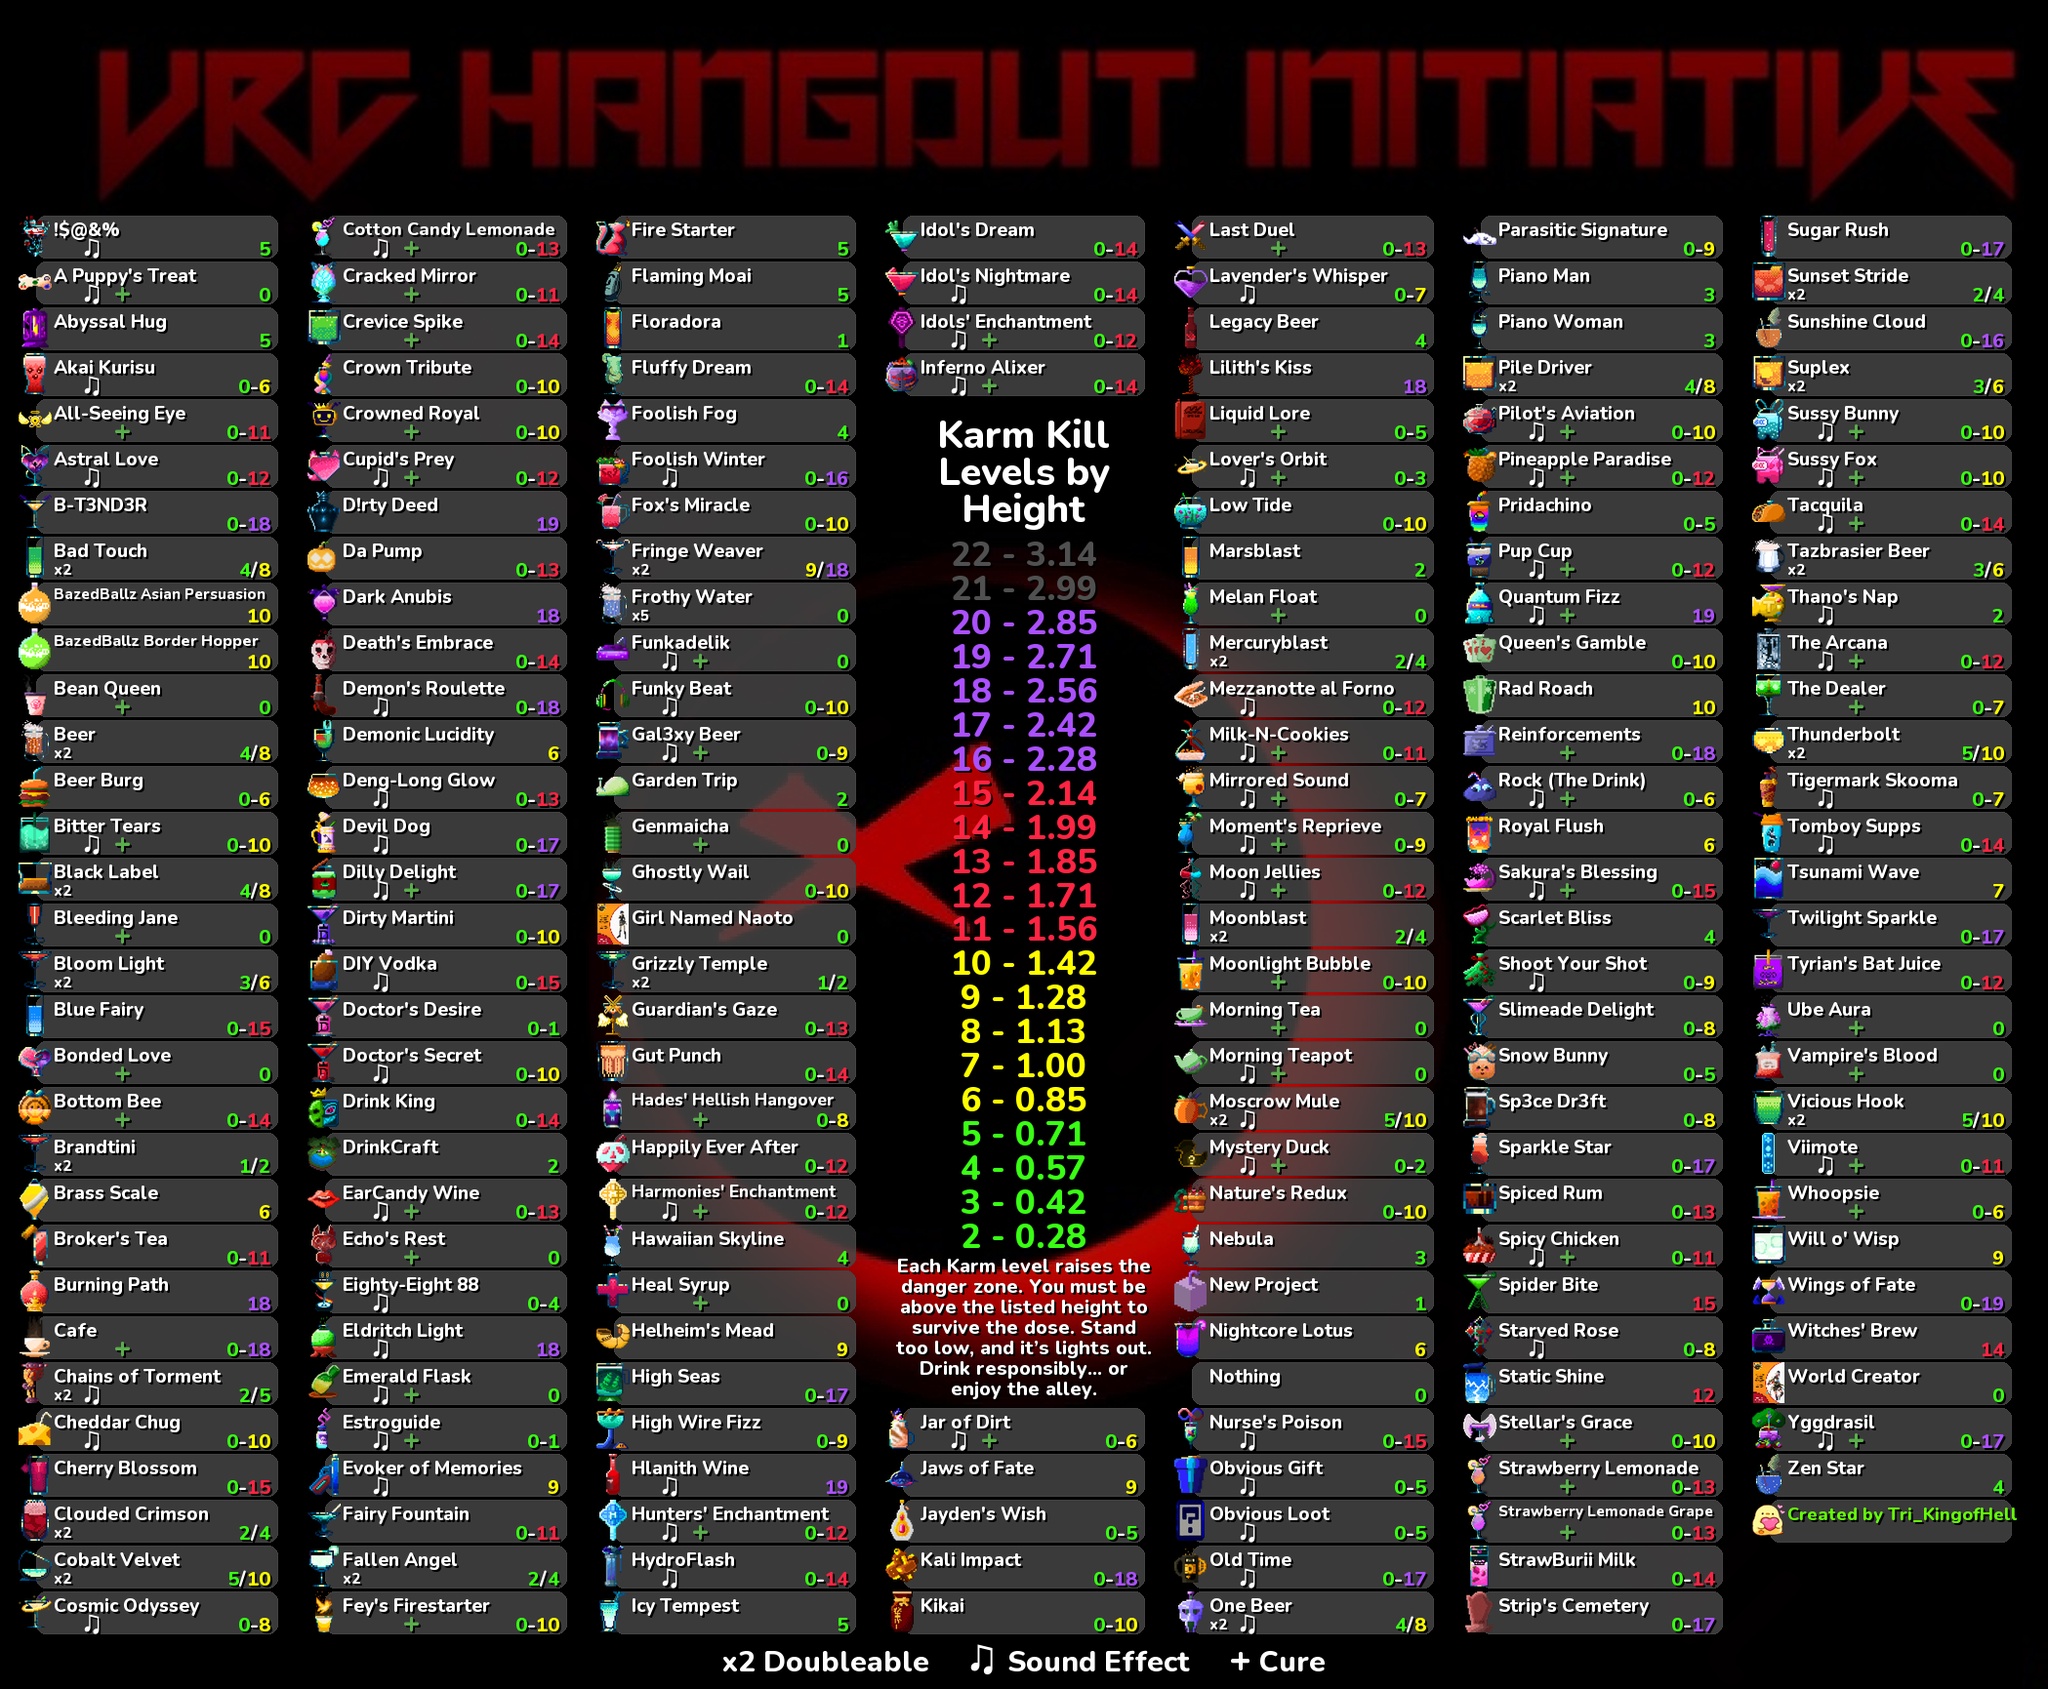 VRC HANGOUT INITIATIVE
!$@&%
♫ 5
A Puppy's Treat
♫ + 0
Abyssal Hug
5
Akai Kurisu
♫ 0-6
All-Seeing Eye
+ 0-11
Astral Love
♫ 0-12
B-T3ND3R
0-18
Bad Touch
x2 4/8
BazedBallz Asian Persuasion
10
BazedBallz Border Hopper
10
Bean Queen
+ 0
Beer
x2 4/8
Beer Burg
0-6
Bitter Tears
♫ + 0-10
Black Label
x2 4/8
Bleeding Jane
+ 0
Bloom Light
x2 3/6
Blue Fairy
0-15
Bonded Love
+ 0
Bottom Bee
+ 0-14
Brandtini
x2 1/2
Brass Scale
6
Broker's Tea
0-11
Burning Path
18
Cafe
+ 0-18
Chains of Torment
x2 ♫ 2/5
Cheddar Chug
♫ 0-10
Cherry Blossom
0-15
Clouded Crimson
x2 2/4
Cobalt Velvet
x2 5/10
Cosmic Odyssey
♫ 0-8
Cotton Candy Lemonade
♫ + 0-13
Cracked Mirror
+ 0-11
Crevice Spike
+ 0-14
Crown Tribute
0-10
Crowned Royal
+ 0-10
Cupid's Prey
♫ + 0-12
D!rty Deed
19
Da Pump
0-13
Dark Anubis
18
Death's Embrace
0-14
Demon's Roulette
♫ 0-18
Demonic Lucidity
6
Deng-Long Glow
♫ 0-13
Devil Dog
♫ 0-17
Dilly Delight
♫ + 0-17
Dirty Martini
0-10
DIY Vodka
♫ 0-15
Doctor's Desire
0-1
Doctor's Secret
♫ 0-10
Drink King
0-14
DrinkCraft
2
EarCandy Wine
♫ + 0-13
Echo's Rest
+ 0
Eighty-Eight 88
♫ 0-4
Eldritch Light
♫ 18
Emerald Flask
♫ + 0
Estroguide
♫ + 0-1
Evoker of Memories
♫ 9
Fairy Fountain
0-11
Fallen Angel
x2 2/4
Fey's Firestarter
+ 0-10
Fire Starter
5
Flaming Moai
5
Floradora
1
Fluffy Dream
0-14
Foolish Fog
4
Foolish Winter
♫ 0-16
Fox's Miracle
0-10
Fringe Weaver
x2 9/18
Frothy Water
x5 0
Funkadelik
♫ + 0
Funky Beat
♫ 0-10
Gal3xy Beer
♫ + 0-9
Garden Trip
2
Genmaicha
+ 0
Ghostly Wail
0-10
Girl Named Naoto
0
Grizzly Temple
x2 1/2
Guardian's Gaze
0-13
Gut Punch
0-14
Hades' Hellish Hangover
+ 0-8
Happily Ever After
0-12
Harmonies' Enchantment
♫ + 0-12
Hawaiian Skyline
4
Heal Syrup
+ 0
Helheim's Mead
9
High Seas
0-17
High Wire Fizz
0-9
Hlanith Wine
19
Hunters' Enchantment
♫ + 0-12
HydroFlash
♫ 0-14
Icy Tempest
5
Idol's Dream
0-14
Idol's Nightmare
♫ 0-14
Idols' Enchantment
♫ + 0-12
Inferno Alixer
♫ + 0-14
Karm Kill
Levels by
Height
22 - 3.14
21 - 2.99
20 - 2.85
19 - 2.71
18 - 2.56
17 - 2.42
16 - 2.28
15 - 2.14
14 - 1.99
13 - 1.85
12 - 1.71
11 - 1.56
10 - 1.42
9 - 1.28
8 - 1.13
7 - 1.00
6 - 0.85
5 - 0.71
4 - 0.57
3 - 0.42
2 - 0.28
Each Karm level raises the
danger zone. You must be
above the listed height to
survive the dose. Stand
too low, and it's lights out.
Drink responsibly... or
enjoy the alley.
Jar of Dirt
♫ + 0-6
Jaws of Fate
9
Jayden's Wish
0-5
Kali Impact
0-18
Kikai
0-10
Last Duel
+ 0-13
Lavender's Whisper
♫ 0-7
Legacy Beer
4
Lilith's Kiss
18
Liquid Lore
+ 0-5
Lover's Orbit
♫ + 0-3
Low Tide
0-10
Marsblast
2
Melan Float
+ 0
Mercuryblast
x2 2/4
Mezzanotte al Forno
♫ 0-12
Milk-N-Cookies
♫ + 0-11
Mirrored Sound
♫ + 0-7
Moment's Reprieve
♫ + 0-9
Moon Jellies
♫ + 0-12
Moonblast
x2 2/4
Moonlight Bubble
+ 0-10
Morning Tea
+ 0
Morning Teapot
♫ + 0
Moscrow Mule
x2 ♫ 5/10
Mystery Duck
♫ + 0-2
Nature's Redux
0-10
Nebula
3
New Project
1
Nightcore Lotus
6
Nothing
0
Nurse's Poison
♫ 0-15
Obvious Gift
♫ 0-5
Obvious Loot
♫ 0-5
Old Time
♫ 0-17
One Beer
x2 ♫ 4/8
Parasitic Signature
0-9
Piano Man
3
Piano Woman
3
Pile Driver
x2 4/8
Pilot's Aviation
♫ + 0-10
Pineapple Paradise
♫ + 0-12
Pridachino
0-5
Pup Cup
♫ + 0-12
Quantum Fizz
♫ + 19
Queen's Gamble
0-10
Rad Roach
10
Reinforcements
+ 0-18
Rock (The Drink)
♫ + 0-6
Royal Flush
6
Sakura's Blessing
♫ + 0-15
Scarlet Bliss
4
Shoot Your Shot
♫ 0-9
Slimeade Delight
0-8
Snow Bunny
0-5
Sp3ce Dr3ft
0-8
Sparkle Star
0-17
Spiced Rum
0-13
Spicy Chicken
♫ + 0-11
Spider Bite
15
Starved Rose
♫ 0-8
Static Shine
12
Stellar's Grace
+ 0-10
Strawberry Lemonade
+ 0-13
Strawberry Lemonade Grape
+ 0-13
StrawBurii Milk
0-14
Strip's Cemetery
0-17
Sugar Rush
0-17
Sunset Stride
x2 2/4
Sunshine Cloud
0-16
Suplex
x2 3/6
Sussy Bunny
♫ + 0-10
Sussy Fox
♫ + 0-10
Tacquila
♫ + 0-14
Tazbrasier Beer
x2 3/6
Thano's Nap
♫ 2
The Arcana
♫ + 0-12
The Dealer
+ 0-7
Thunderbolt
x2 5/10
Tigermark Skooma
♫ 0-7
Tomboy Supps
♫ 0-14
Tsunami Wave
7
Twilight Sparkle
0-17
Tyrian's Bat Juice
0-12
Ube Aura
+ 0
Vampire's Blood
+ 0
Vicious Hook
x2 5/10
Viimote
♫ + 0-11
Whoopsie
+ 0-6
Will o' Wisp
9
Wings of Fate
0-19
Witches' Brew
14
World Creator
0
Yggdrasil
♫ + 0-17
Zen Star
4
Created by Tri_KingofHell
x2 Doubleable ♫ Sound Effect + Cure